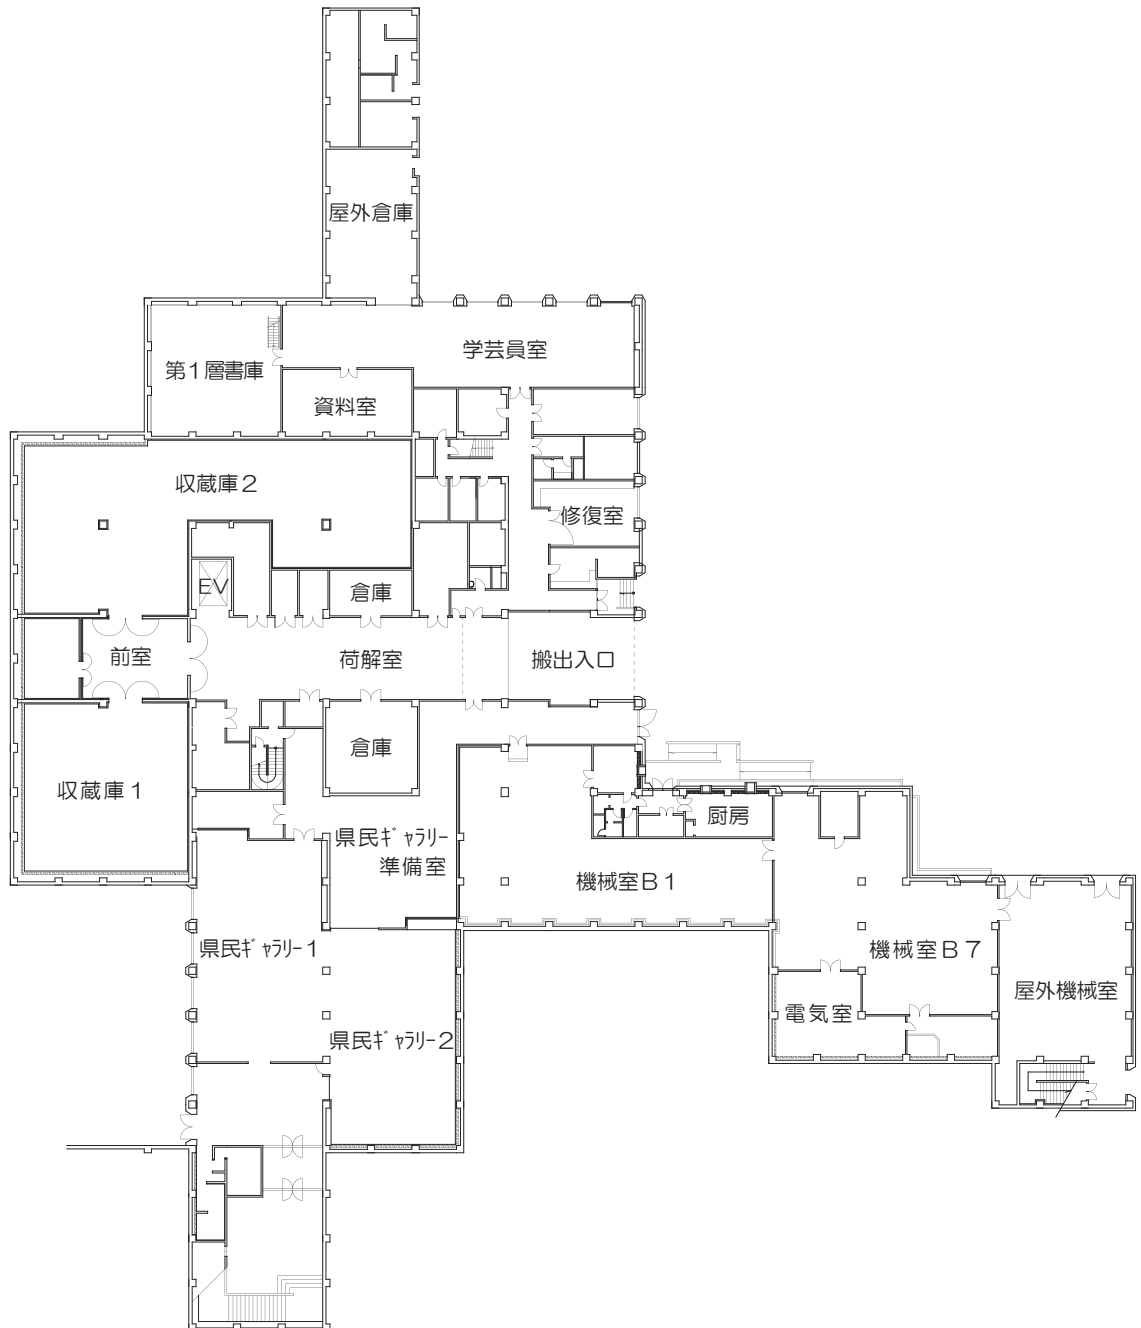 屋外倉庫
学芸員室
第1層書庫
資料室
収蔵庫2
修復室
EV
倉庫
前室
荷解室
搬出入口
倉庫
収蔵庫1
厨房
県民ｷﾞｬﾗﾘｰ
準備室
機械室B1
県民ｷﾞｬﾗﾘｰ1
機械室B7
屋外機械室
電気室
県民ｷﾞｬﾗﾘｰ2